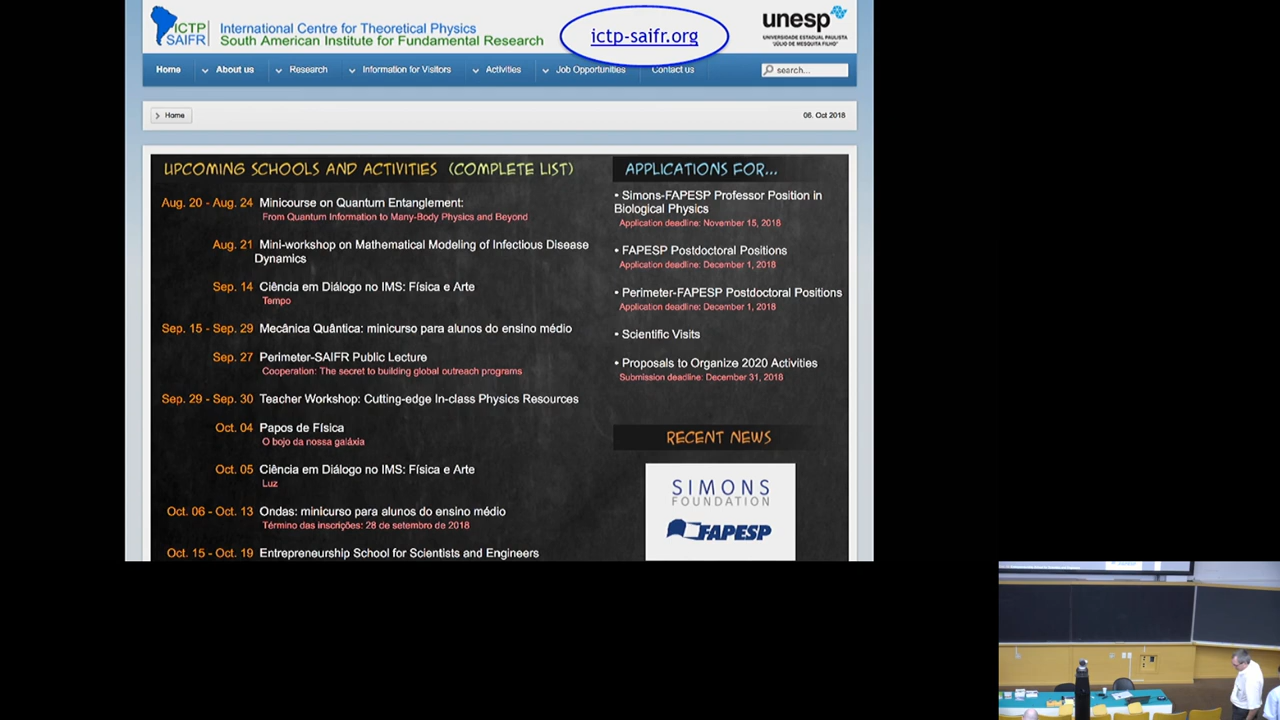 ICTP
SAIFR
International Centre for Theoretical Physics
South American Institute for Fundamental Research
ictp-saifr.org
unesp
UNIVERSIDADE ESTADUAL PAULISTA
"JÚLIO DE MESQUITA FILHO"
Home
About us
Research
Information for Visitors
Activities
Job Opportunities
Contact us
search...
Home
06. Oct 2018
UPCOMING SCHOOLS AND ACTIVITIES (COMPLETE LIST)
Aug. 20 - Aug. 24 Minicourse on Quantum Entanglement:
From Quantum Information to Many-Body Physics and Beyond
Aug. 21 Mini-workshop on Mathematical Modeling of Infectious Disease
Dynamics
Sep. 14 Ciência em Diálogo no IMS: Física e Arte
Tempo
Sep. 15 - Sep. 29 Mecânica Quântica: minicurso para alunos do ensino médio
Sep. 27 Perimeter-SAIFR Public Lecture
Cooperation: The secret to building global outreach programs
Sep. 29 - Sep. 30 Teacher Workshop: Cutting-edge In-class Physics Resources
Oct. 04 Papos de Física
O bojo da nossa galáxia
Oct. 05 Ciência em Diálogo no IMS: Física e Arte
Luz
Oct. 06 - Oct. 13 Ondas: minicurso para alunos do ensino médio
Término das inscrições: 28 de setembro de 2018
Oct. 15 - Oct. 19 Entrepreneurship School for Scientists and Engineers
APPLICATIONS FOR...
• Simons-FAPESP Professor Position in
Biological Physics
Application deadline: November 15, 2018
• FAPESP Postdoctoral Positions
Application deadline: December 1, 2018
• Perimeter-FAPESP Postdoctoral Positions
Application deadline: December 1, 2018
• Scientific Visits
• Proposals to Organize 2020 Activities
Submission deadline: December 31, 2018
RECENT NEWS
SIMONS
FOUNDATION
FAPESP